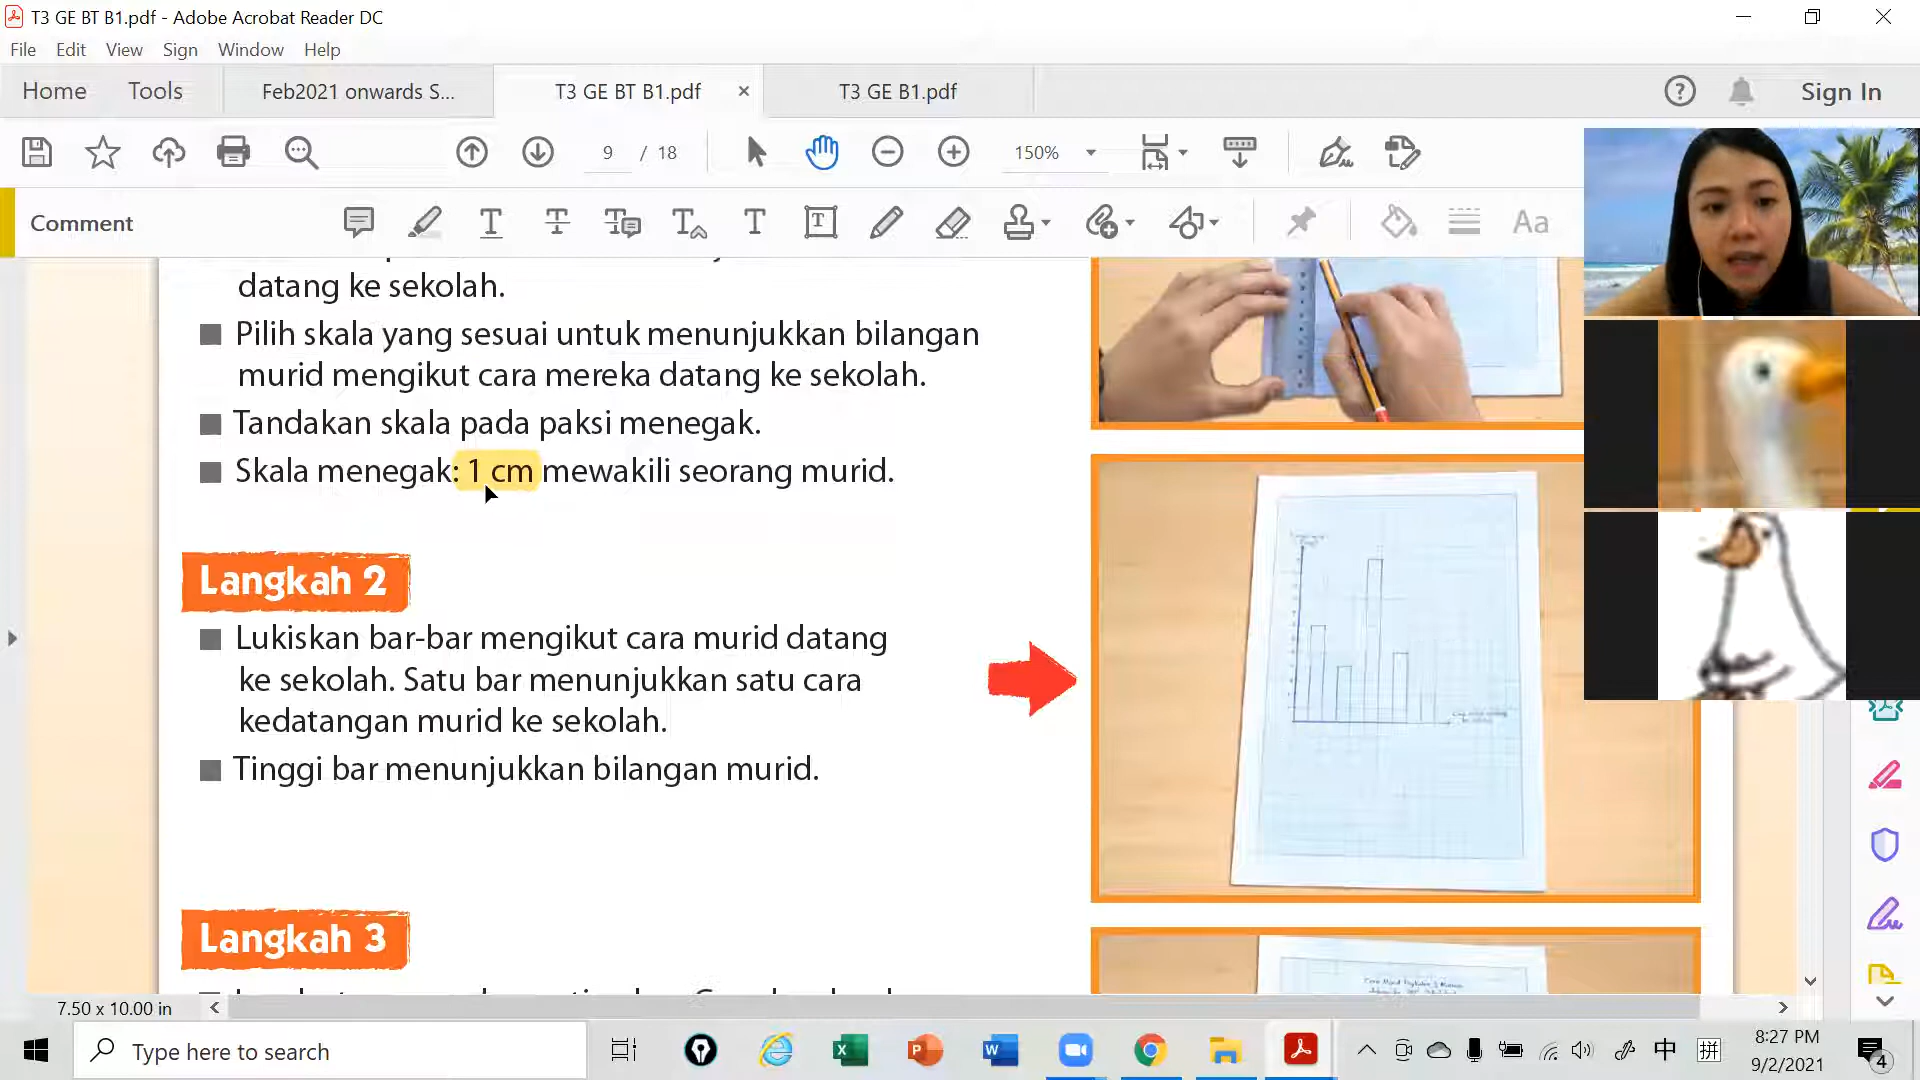 T3 GE BT B1.pdf - Adobe Acrobat Reader DC
File Edit View Sign Window Help
Home Tools Feb2021 onwards S... T3 GE BT B1.pdf × T3 GE B1.pdf Sign In
9 / 18 150%
Comment Aa
datang ke sekolah.
Pilih skala yang sesuai untuk menunjukkan bilangan
murid mengikut cara mereka datang ke sekolah.
Tandakan skala pada paksi menegak.
Skala menegak: 1 cm mewakili seorang murid.
Langkah 2
Lukiskan bar-bar mengikut cara murid datang
ke sekolah. Satu bar menunjukkan satu cara
kedatangan murid ke sekolah.
Tinggi bar menunjukkan bilangan murid.
Langkah 3
7.50 x 10.00 in
Type here to search
中 拼
8:27 PM
9/2/2021
4